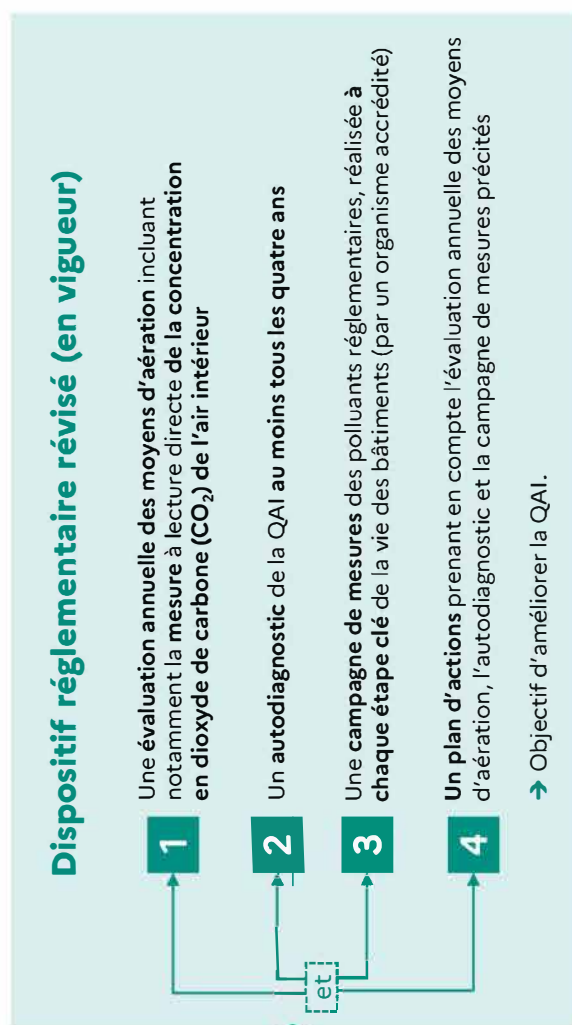 Dispositif réglementaire révisé (en vigueur)
et
1
Une évaluation annuelle des moyens d'aération incluant
notamment la mesure à lecture directe de la concentration
en dioxyde de carbone (CO₂) de l'air intérieur
2
Un autodiagnostic de la QAI au moins tous les quatre ans
3
Une campagne de mesures des polluants réglementaires, réalisée à
chaque étape clé de la vie des bâtiments (par un organisme accrédité)
4
Un plan d'actions prenant en compte l'évaluation annuelle des moyens
d'aération, l'autodiagnostic et la campagne de mesures précités
→ Objectif d'améliorer la QAI.